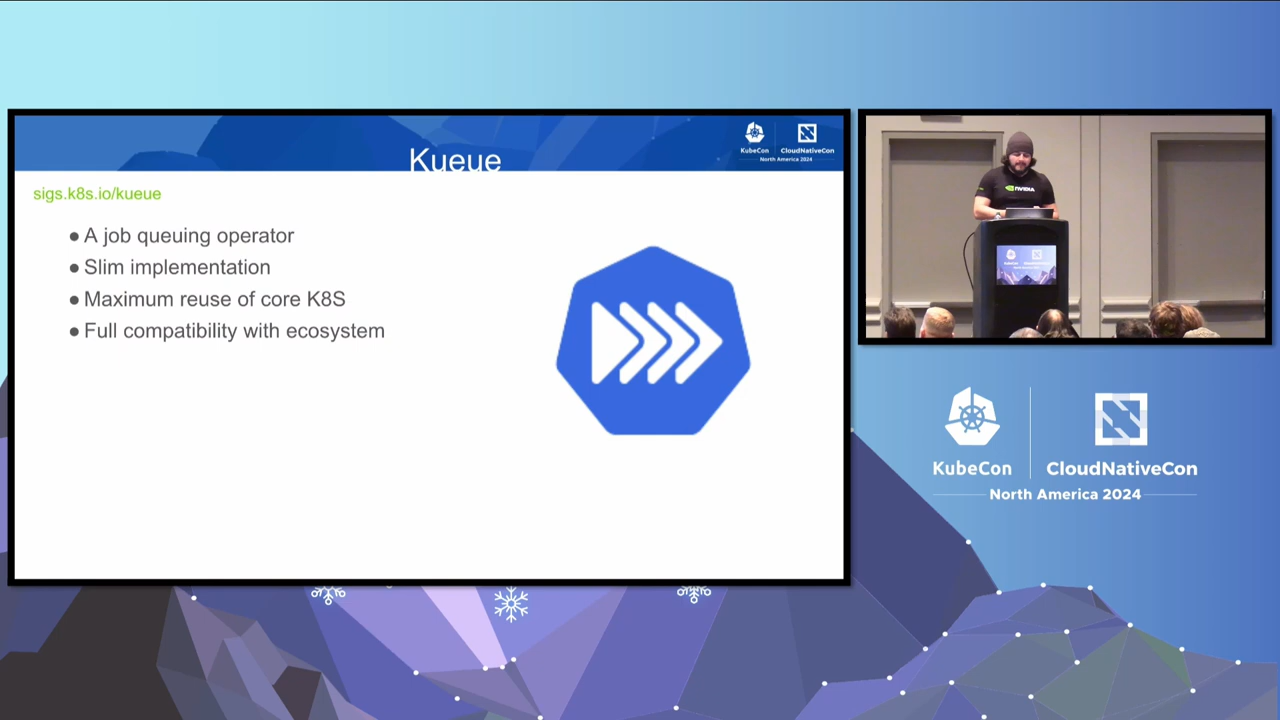 Kueue
KubeCon
CloudNativeCon
North America 2024
sigs.k8s.io/kueue
● A job queuing operator
● Slim implementation
● Maximum reuse of core K8S
● Full compatibility with ecosystem
NVIDIA
KubeCon
CloudNativeCon
North America 2024